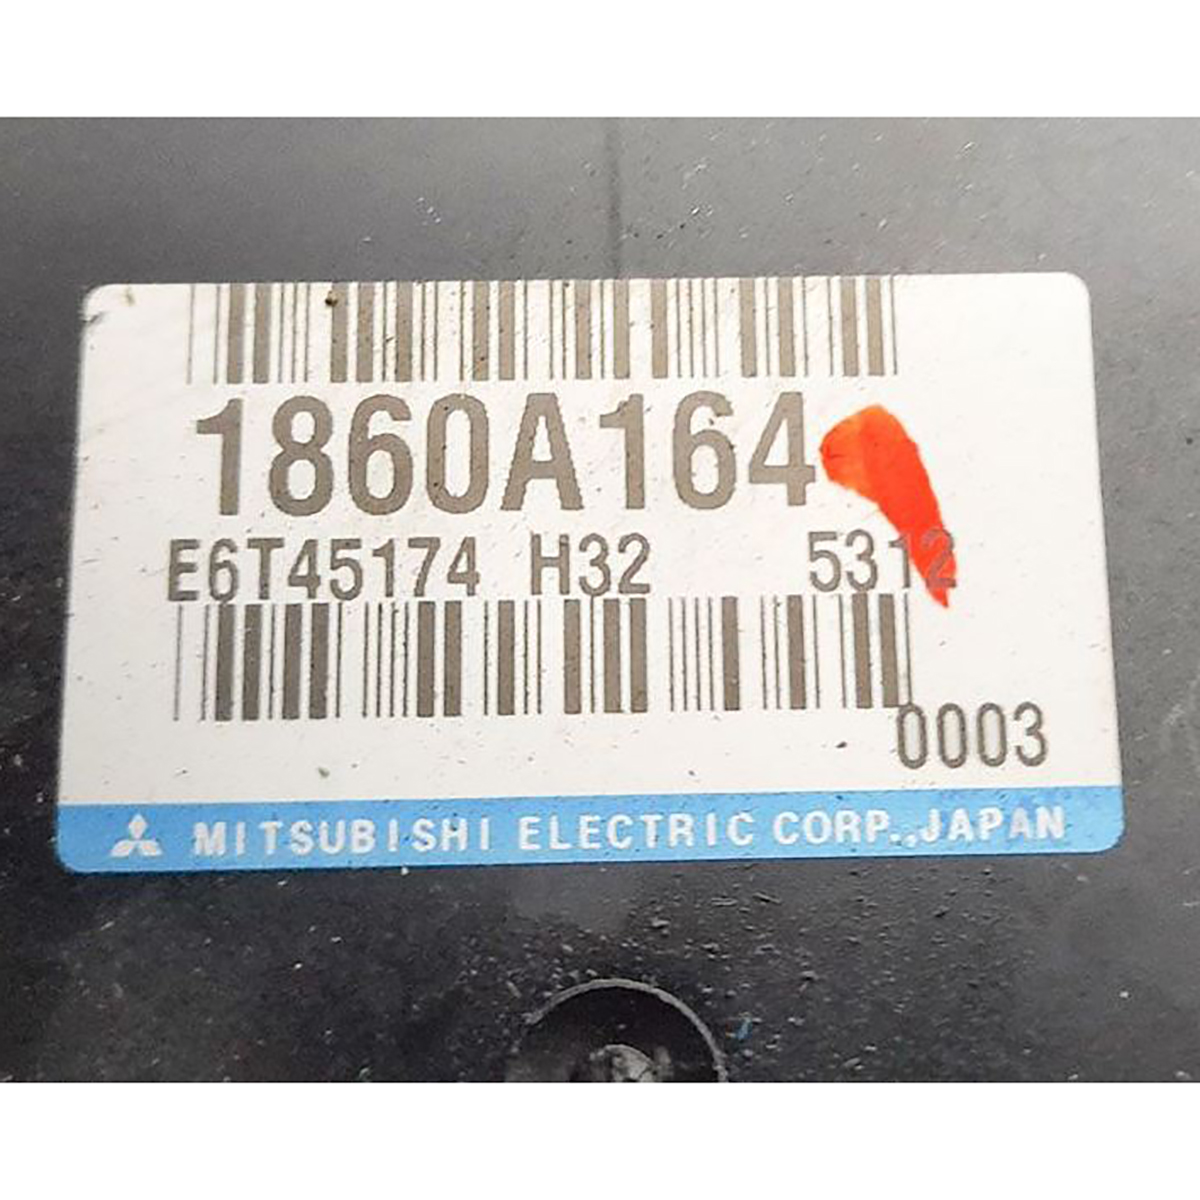 1860A164
E6T45174 H32 5312
0003
MITSUBISHI ELECTRIC CORP., JAPAN